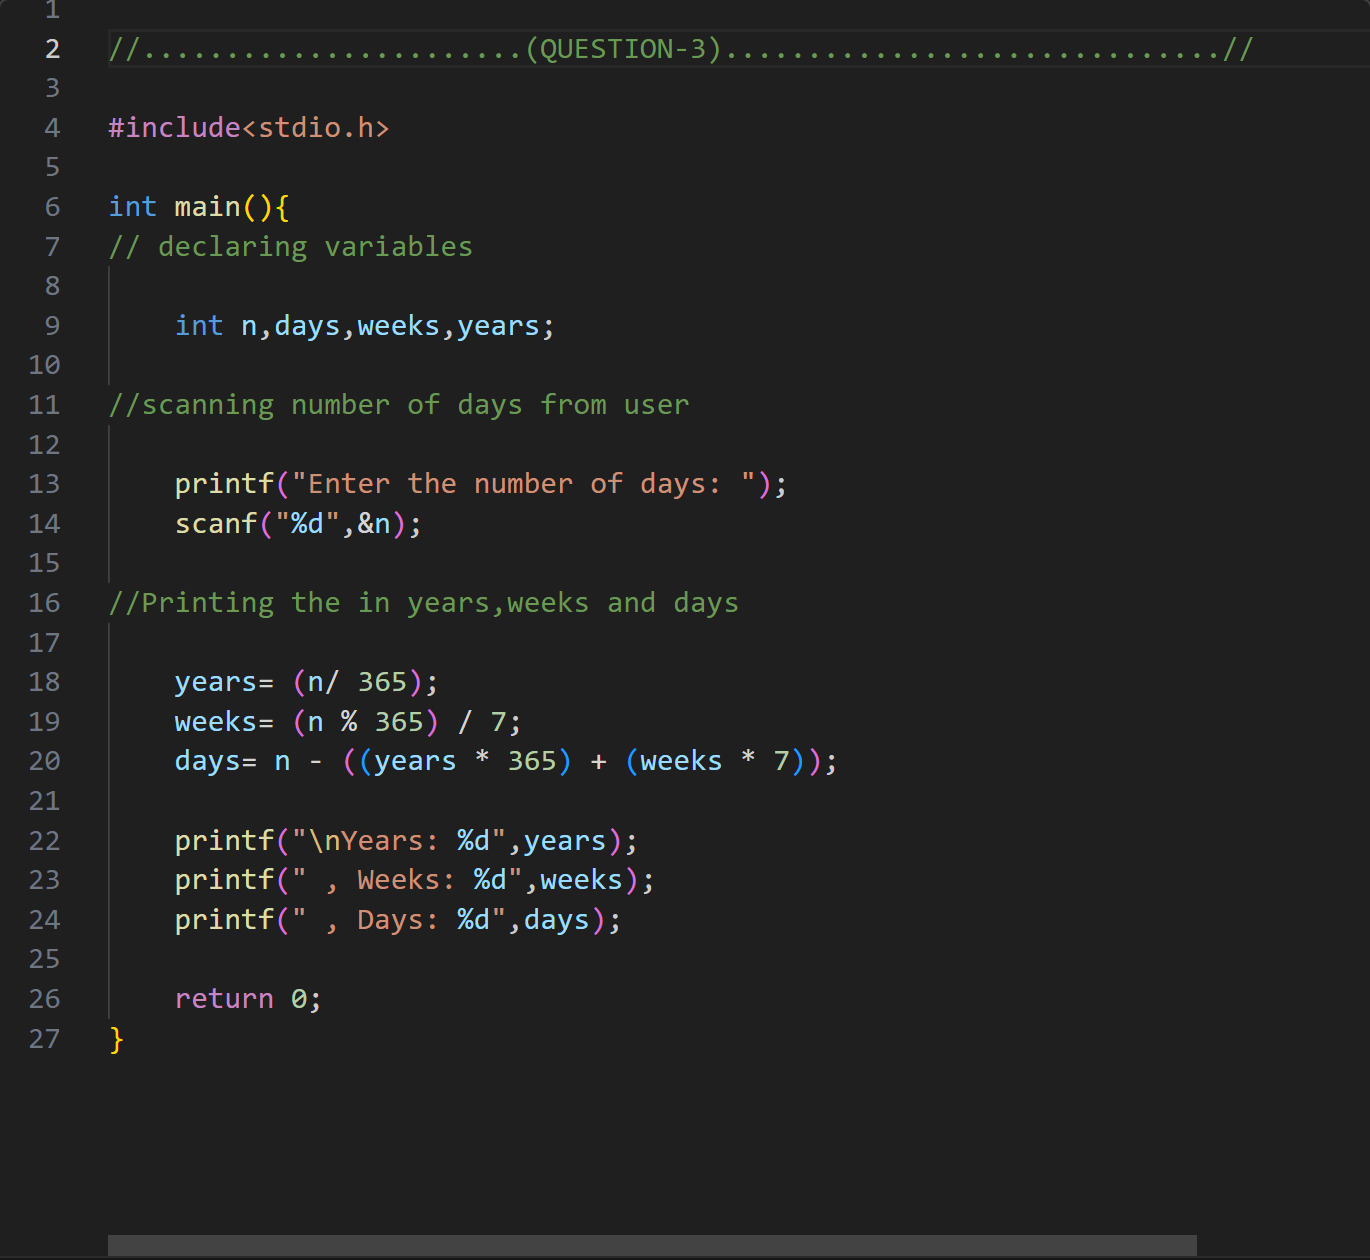 1
2 //.......................(QUESTION-3)..............................//
3
4 #include<stdio.h>
5
6 int main(){
7 // declaring variables
8
9     int n,days,weeks,years;
10
11 //scanning number of days from user
12
13     printf("Enter the number of days: ");
14     scanf("%d",&n);
15
16 //Printing the in years,weeks and days
17
18     years= (n/ 365);
19     weeks= (n % 365) / 7;
20     days= n - ((years * 365) + (weeks * 7));
21
22     printf("\nYears: %d",years);
23     printf(" , Weeks: %d",weeks);
24     printf(" , Days: %d",days);
25
26     return 0;
27 }